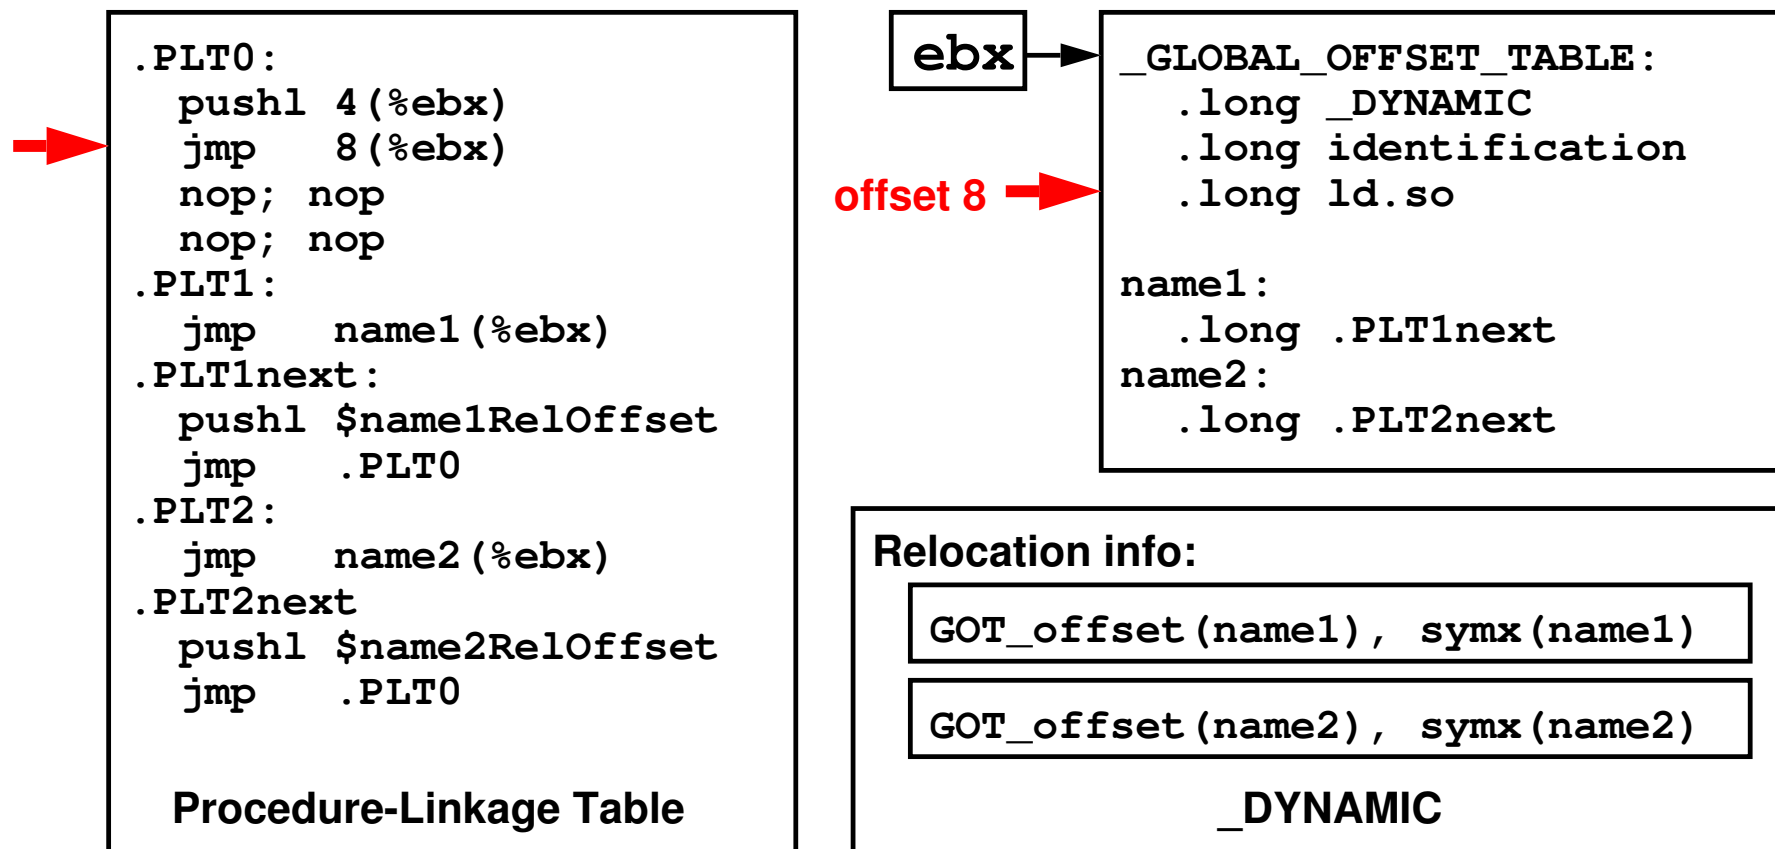 .PLT0:
pushl 4(%ebx)
jmp 8(%ebx)
nop; nop
nop; nop
.PLT1:
jmp name1(%ebx)
.PLT1next:
pushl $name1RelOffset
jmp .PLT0
.PLT2:
jmp name2(%ebx)
.PLT2next
pushl $name2RelOffset
jmp .PLT0
Procedure-Linkage Table
ebx
_GLOBAL_OFFSET_TABLE:
.long _DYNAMIC
.long identification
offset 8
.long ld.so
name1:
.long .PLT1next
name2:
.long .PLT2next
Relocation info:
GOT_offset(name1), symx(name1)
GOT_offset(name2), symx(name2)
_DYNAMIC